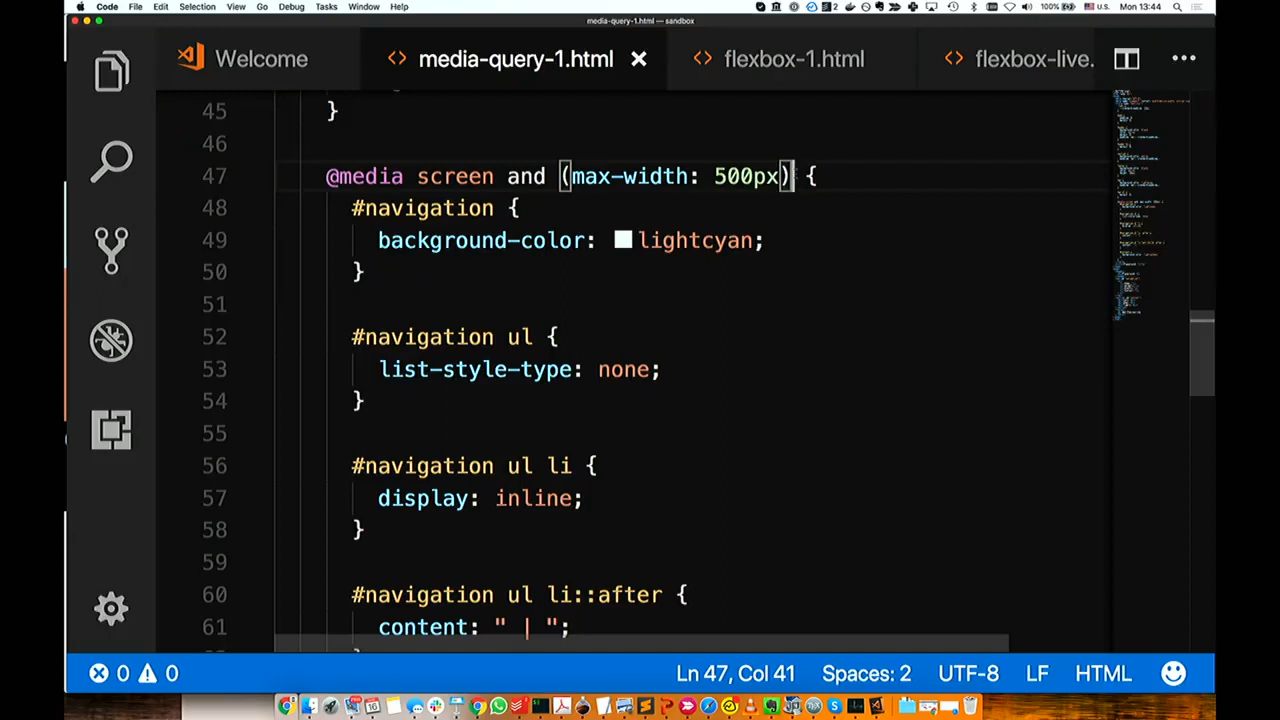 Code File Edit Selection View Go Debug Tasks Window Help 2 100% U.S. Mon 13:44
media-query-1.html — sandbox
Welcome media-query-1.html flexbox-1.html flexbox-live.
45 }
46
47 @media screen and (max-width: 500px) {
48 #navigation {
49 background-color: lightcyan;
50 }
51
52 #navigation ul {
53 list-style-type: none;
54 }
55
56 #navigation ul li {
57 display: inline;
58 }
59
60 #navigation ul li::after {
61 content: " | ";
0 0 Ln 47, Col 41 Spaces: 2 UTF-8 LF HTML